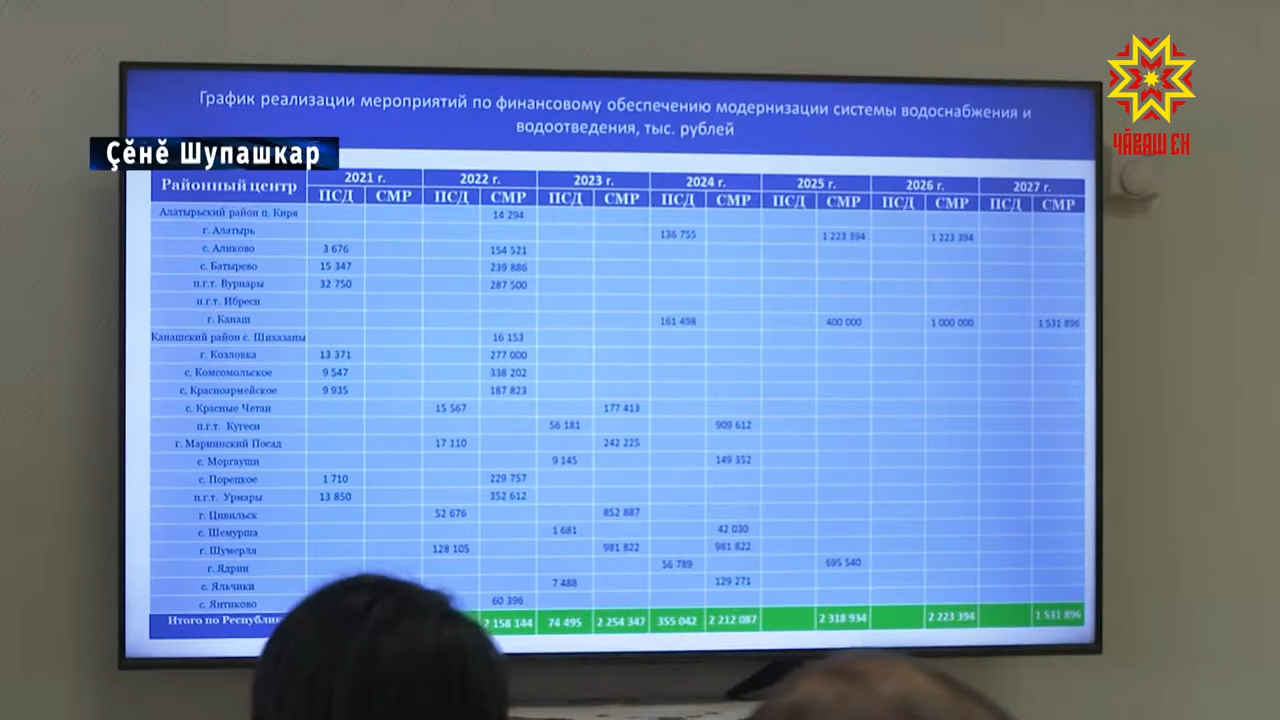 График реализации мероприятий по финансовому обеспечению модернизации системы водоснабжения и
водоотведения, тыс. рублей
ЧӐВАШ ЕН
Ҫӗнӗ Шупашкар
Районный центр 2021 г. 2022 г. 2023 г. 2024 г. 2025 г. 2026 г. 2027 г.
ПСД СМР ПСД СМР ПСД СМР ПСД СМР ПСД СМР ПСД СМР ПСД СМР
Алатырский район п. Киря 14 294
г. Алатырь 136 755 1 223 394 1 223 394
с. Аликово 3 676 154 521
с. Батырево 15 347 239 886
п.г.т. Вурнары 32 750 287 500
п.г.т. Ибреси
г. Канаш 161 498 400 000 1 000 000 1 531 896
Канашский район с. Шихазаны 16 153
г. Козловка 13 371 277 000
с. Комсомольское 9 547 338 202
с. Красноармейское 9 935 187 823
с. Красные Четаи 15 567 177 413
п.г.т. Кугеси 56 181 909 612
г. Мариинский Посад 17 110 242 225
с. Моргауши 9 145 149 352
с. Порецкое 1 710 229 757
п.г.т. Урмары 13 850 352 612
г. Цивильск 52 676 852 887
с. Шемурша 1 681 42 030
г. Шумерля 128 105 981 822 981 822
г. Ядрин 56 789 695 540
с. Яльчики 7 488 129 271
с. Янтиково 60 396
Итого по 2 158 144 74 495 2 254 347 355 042 2 212 087 2 318 934 2 223 394 1 531 896